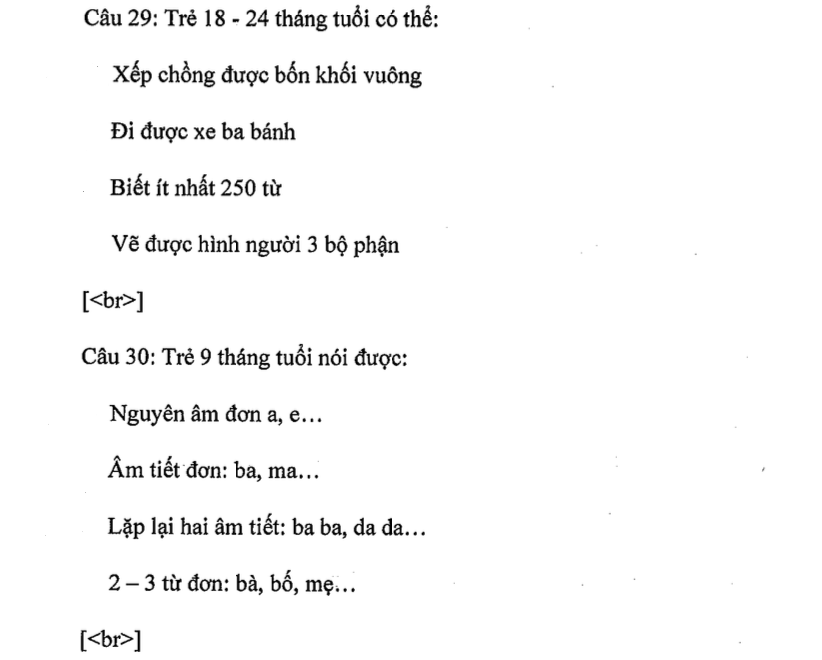 Câu 29: Trẻ 18 - 24 tháng tuổi có thể:
Xếp chồng được bốn khối vuông
Đi được xe ba bánh
Biết ít nhất 250 từ
Vẽ được hình người 3 bộ phận
[<br>]
Câu 30: Trẻ 9 tháng tuổi nói được:
Nguyên âm đơn a, e…
Âm tiết đơn: ba, ma…
Lặp lại hai âm tiết: ba ba, da da…
2 – 3 từ đơn: bà, bố, mẹ…
[<br>]